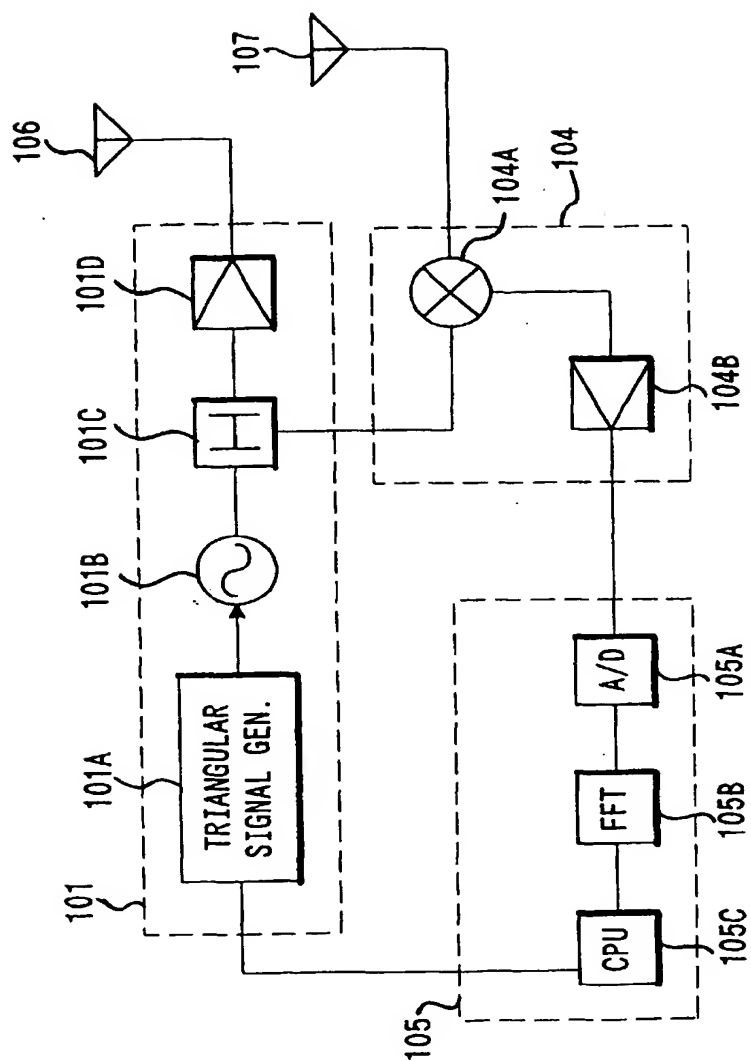 106
107
101D
101C
101B
101A
101
TRIANGULAR
SIGNAL GEN.
104A
104
104B
A/D
105A
FFT
105B
CPU
105C
105